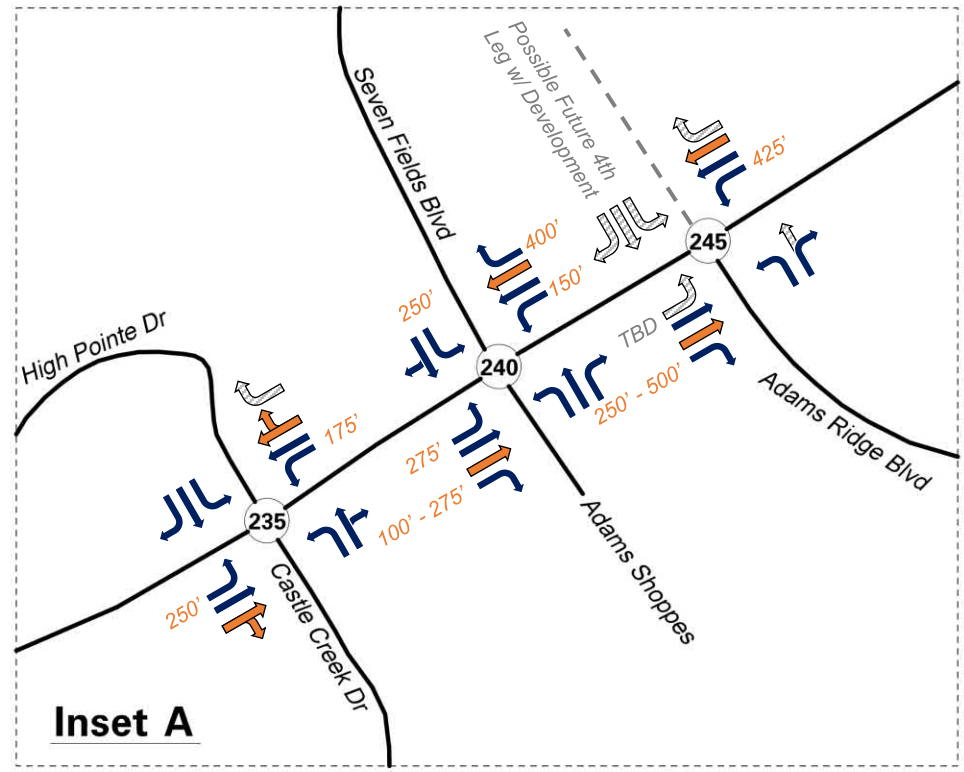 Possible Future 4th
Leg w/ Development
Seven Fields Blvd
425'
245
400'
150'
250'
TBD
High Pointe Dr
240
250' - 500'
Adams Ridge Blvd
175'
275'
100' - 275'
235
Adams Shoppes
250'
Castle Creek Dr
Inset A